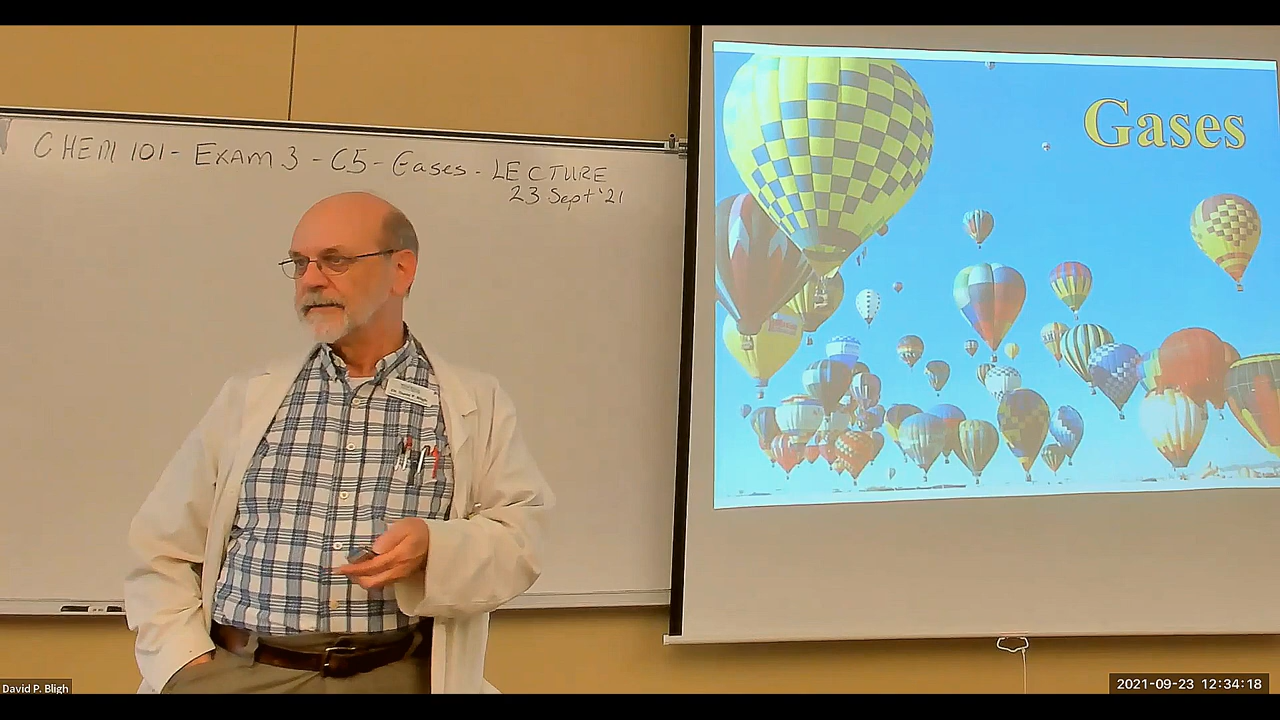 CHEM 101 - EXAM 3 - C5 - Gases - LECTURE
23 Sept '21
Gases
David P. Bligh
2021-09-23 12:34:18